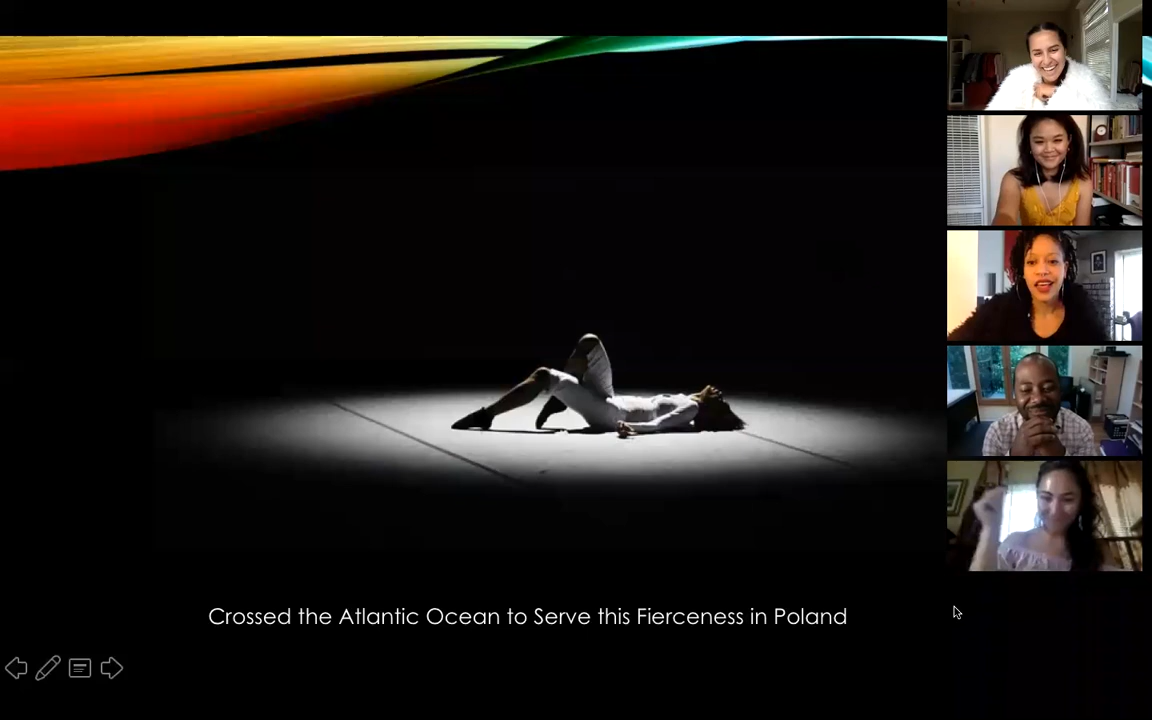 Crossed the Atlantic Ocean to Serve this Fierceness in Poland